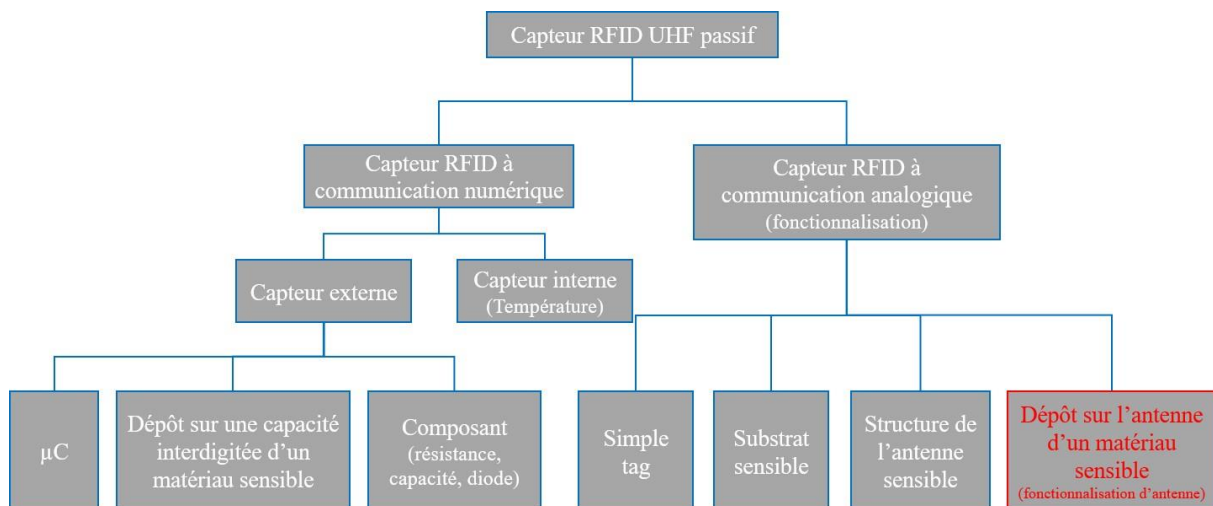 Capteur RFID UHF passif
Capteur RFID à
communication numérique
Capteur RFID à
communication analogique
(fonctionnalisation)
Capteur externe
Capteur interne
(Température)
µC
Dépôt sur une capacité
interdigitée d’un
matériau sensible
Composant
(résistance,
capacité, diode)
Simple
tag
Substrat
sensible
Structure de
l’antenne
sensible
Dépôt sur l’antenne
d’un matériau
sensible
(fonctionnalisation d’antenne)